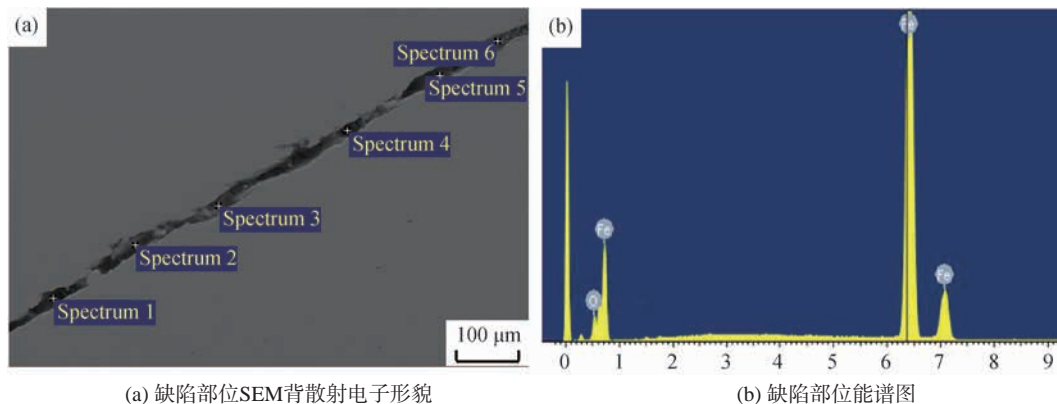 (a)
Spectrum 6
Spectrum 5
Spectrum 4
Spectrum 3
Spectrum 2
Spectrum 1
100 μm
(b)
Fe
Fe
O
Fe
0 1 2 3 4 5 6 7 8 9
(a) 缺陷部位SEM背散射电子形貌
(b) 缺陷部位能谱图